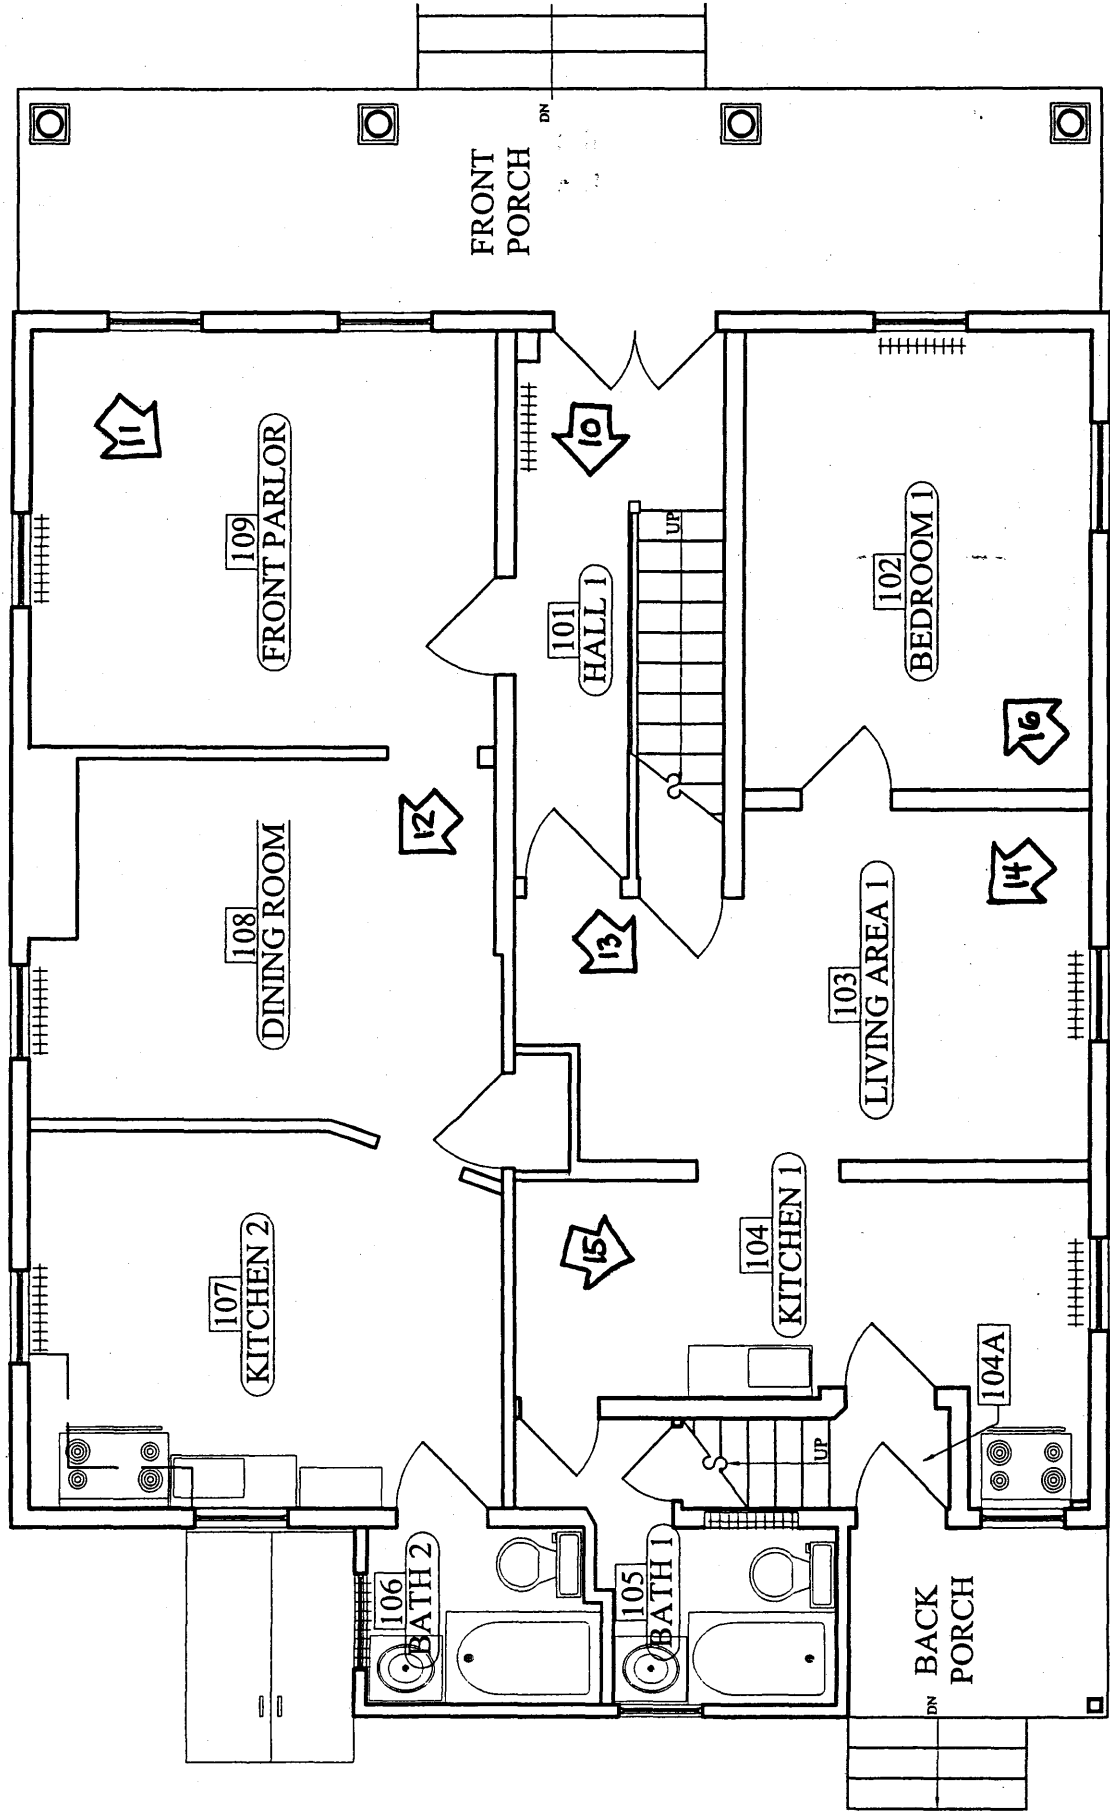 DN
FRONT
PORCH
11
109
FRONT PARLOR
10
UP
101
HALL 1
102
BEDROOM 1
16
12
108
DINING ROOM
13
14
103
LIVING AREA 1
15
104
KITCHEN 1
107
KITCHEN 2
104A
UP
106
BATH 2
105
BATH 1
BACK
PORCH
DN